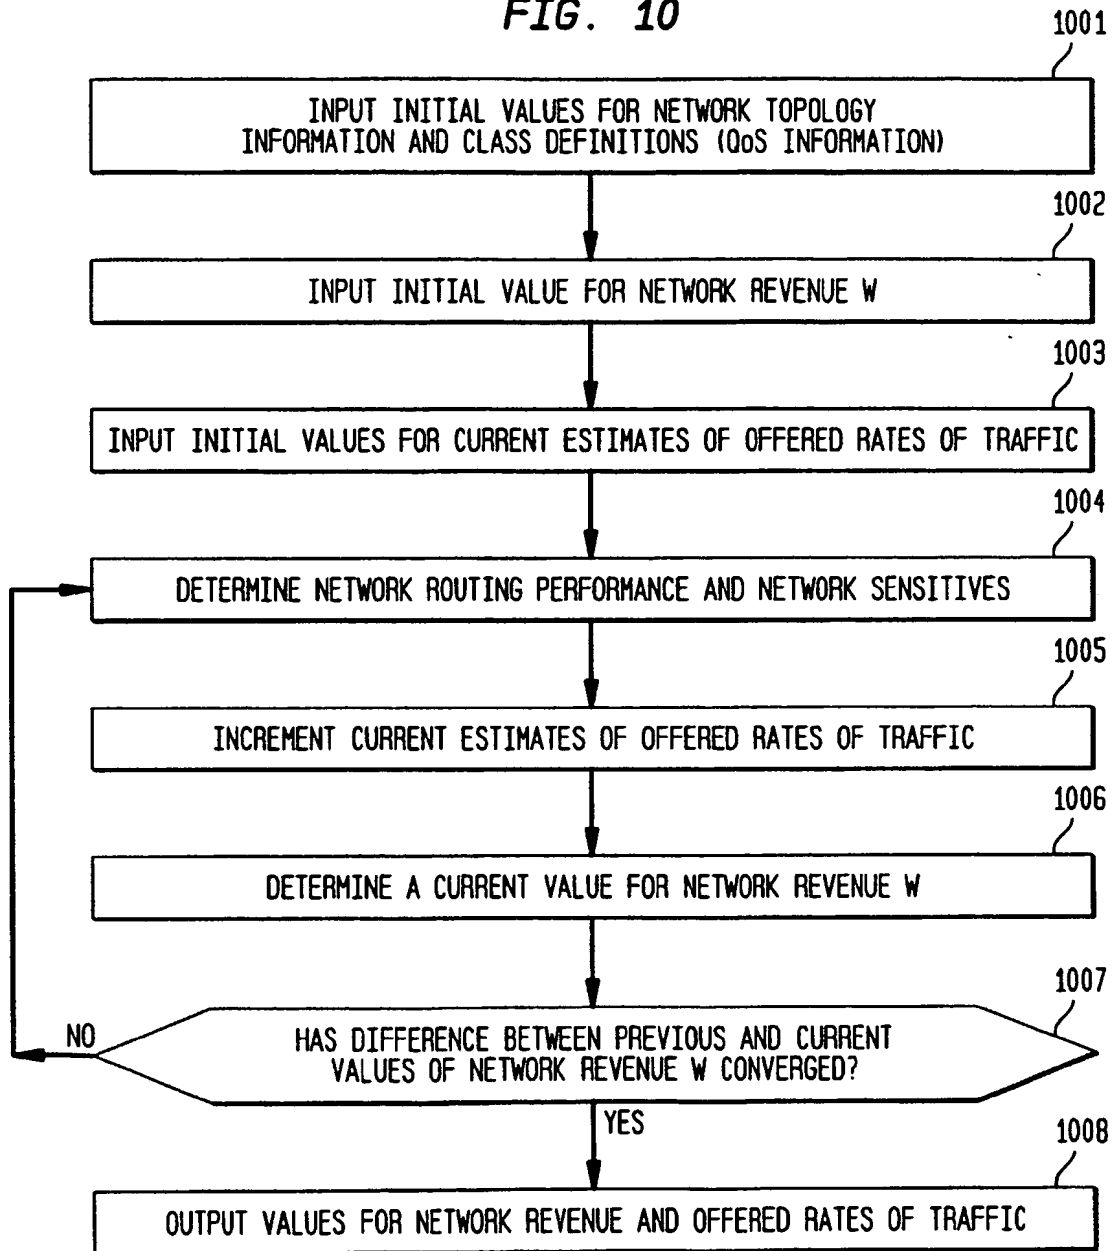 FIG. 10
1001
INPUT INITIAL VALUES FOR NETWORK TOPOLOGY
INFORMATION AND CLASS DEFINITIONS (QoS INFORMATION)
1002
INPUT INITIAL VALUE FOR NETWORK REVENUE W
1003
INPUT INITIAL VALUES FOR CURRENT ESTIMATES OF OFFERED RATES OF TRAFFIC
1004
DETERMINE NETWORK ROUTING PERFORMANCE AND NETWORK SENSITIVES
1005
INCREMENT CURRENT ESTIMATES OF OFFERED RATES OF TRAFFIC
1006
DETERMINE A CURRENT VALUE FOR NETWORK REVENUE W
1007
NO
HAS DIFFERENCE BETWEEN PREVIOUS AND CURRENT
VALUES OF NETWORK REVENUE W CONVERGED?
YES
1008
OUTPUT VALUES FOR NETWORK REVENUE AND OFFERED RATES OF TRAFFIC